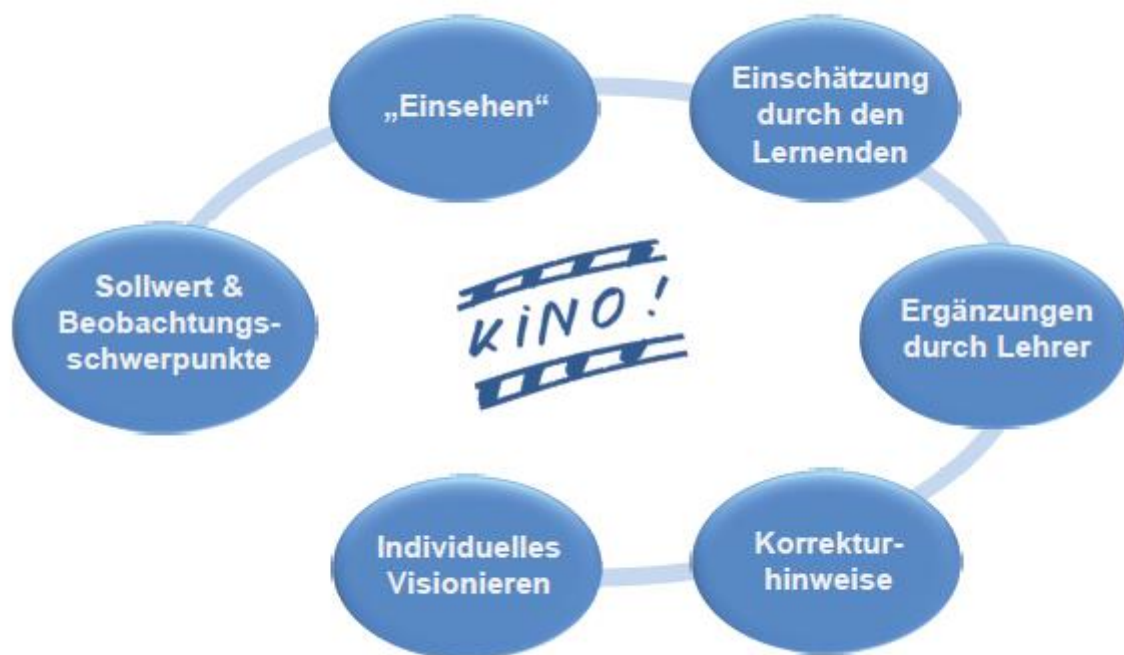 „Einsehen“
Einschätzung
durch den
Lernenden
Sollwert &
Beobachtungs-
schwerpunkte
KiNO!
Ergänzungen
durch Lehrer
Individuelles
Visionieren
Korrektur-
hinweise